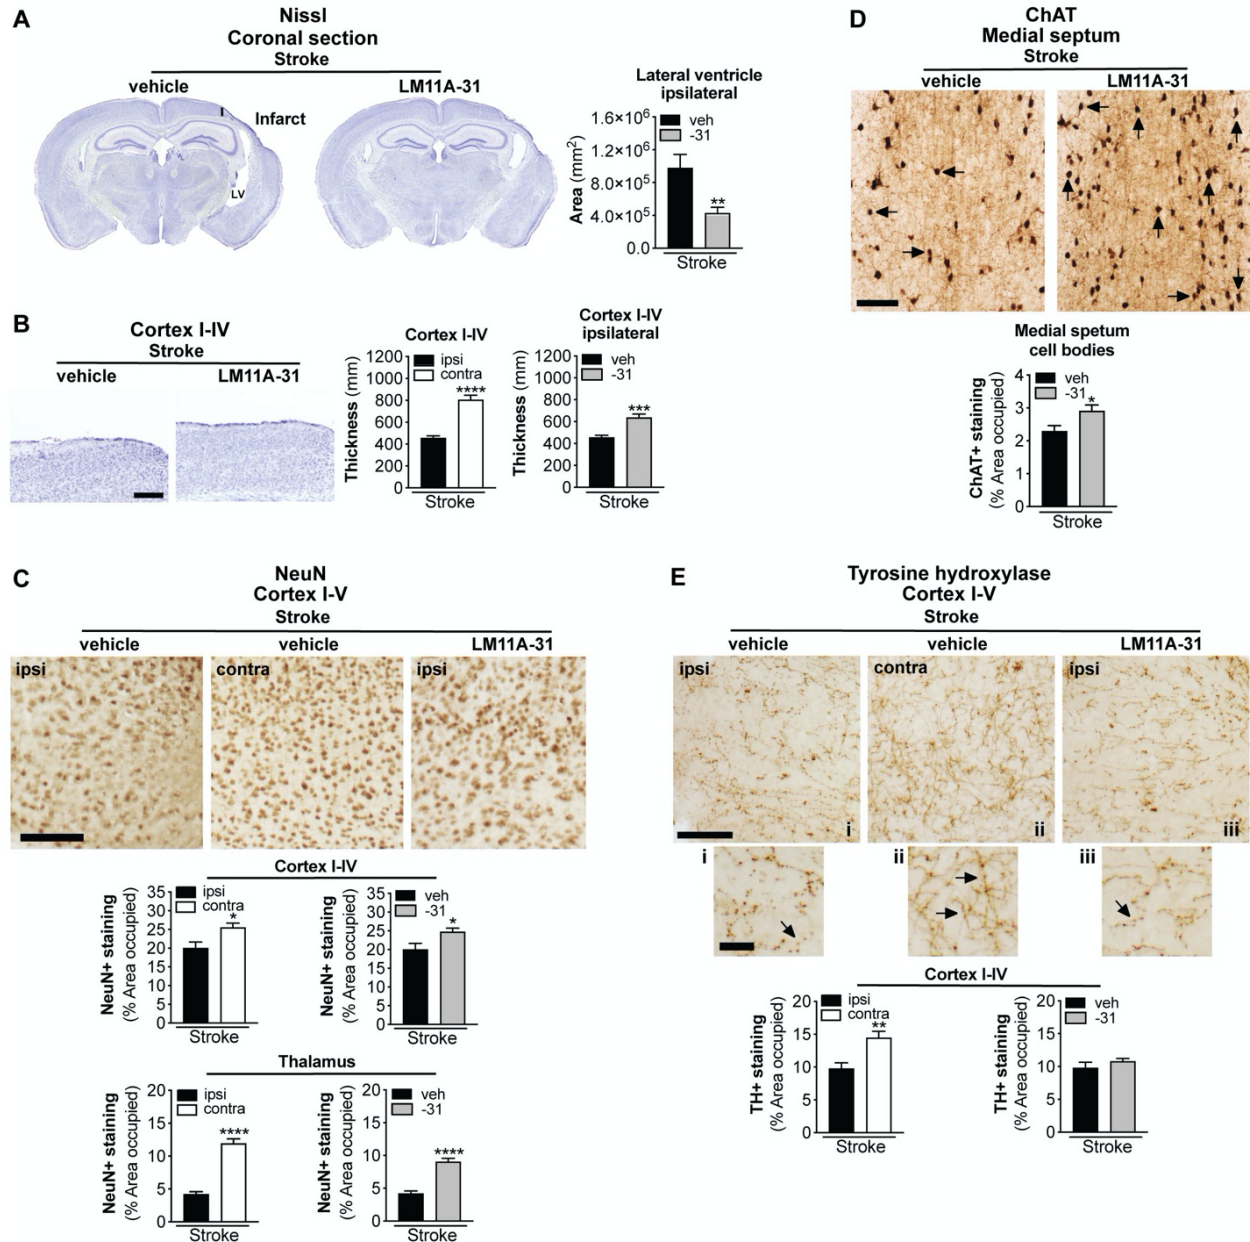 A
Nissl
Coronal section
Stroke
vehicle
LM11A-31
I
Infarct
LV
Lateral ventricle
ipsilateral
veh
-31
1.6×10⁶
1.2×10⁶
8.0×10⁵
4.0×10⁵
0.0
Area (mm²)
**
Stroke
B
Cortex I-IV
Stroke
vehicle
LM11A-31
Cortex I-IV
ipsi
contra
1200
1000
800
600
400
200
0
Thickness (mm)
****
Stroke
Cortex I-IV
ipsilateral
veh
-31
1200
1000
800
600
400
200
0
Thickness (mm)
***
Stroke
C
NeuN
Cortex I-V
Stroke
vehicle
vehicle
LM11A-31
ipsi
contra
ipsi
Cortex I-IV
ipsi
contra
35
30
25
20
15
10
5
0
NeuN+ staining
(% Area occupied)
*
Stroke
veh
-31
35
30
25
20
15
10
5
0
NeuN+ staining
(% Area occupied)
*
Stroke
Thalamus
ipsi
contra
20
15
10
5
0
NeuN+ staining
(% Area occupied)
****
Stroke
veh
-31
20
15
10
5
0
NeuN+ staining
(% Area occupied)
****
Stroke
D
ChAT
Medial septum
Stroke
vehicle
LM11A-31
Medial spetum
cell bodies
veh
-31
4
3
2
1
0
ChAT+ staining
(% Area occupied)
*
Stroke
E
Tyrosine hydroxylase
Cortex I-V
Stroke
vehicle
vehicle
LM11A-31
ipsi
contra
ipsi
i
ii
iii
i
ii
iii
Cortex I-IV
ipsi
contra
20
15
10
5
0
TH+ staining
(% Area occupied)
**
Stroke
veh
-31
20
15
10
5
0
TH+ staining
(% Area occupied)
Stroke